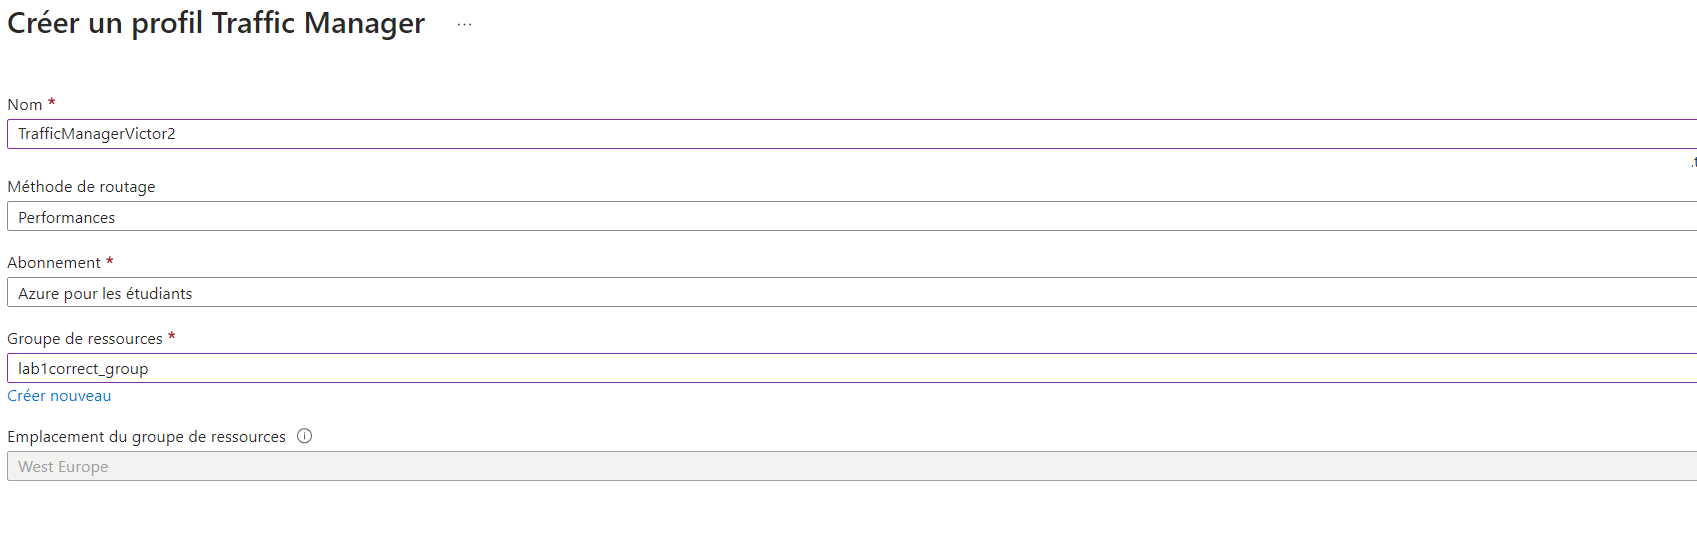 Créer un profil Traffic Manager ...
Nom *
TrafficManagerVictor2
.t
Méthode de routage
Performances
Abonnement *
Azure pour les étudiants
Groupe de ressources *
lab1correct_group
Créer nouveau
Emplacement du groupe de ressources
West Europe